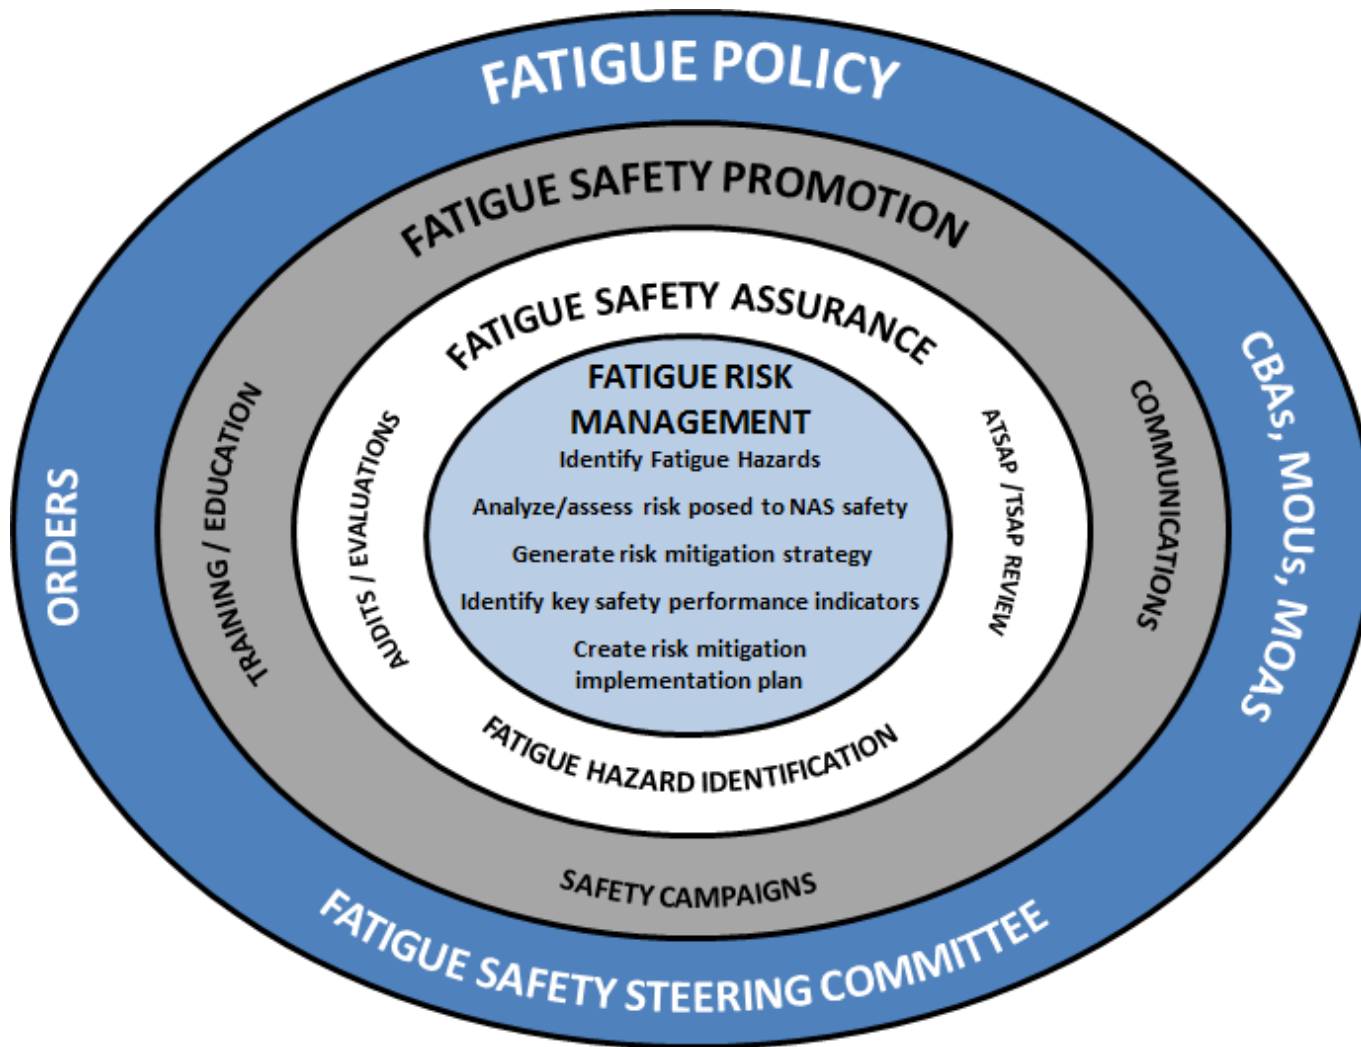 FATIGUE POLICY
ORDERS
CBAs, MOUs, MOAS
FATIGUE SAFETY STEERING COMMITTEE
FATIGUE SAFETY PROMOTION
TRAINING / EDUCATION
COMMUNICATIONS
SAFETY CAMPAIGNS
FATIGUE SAFETY ASSURANCE
AUDITS / EVALUATIONS
ATSAP / TSAP REVIEW
FATIGUE HAZARD IDENTIFICATION
FATIGUE RISK
MANAGEMENT
Identify Fatigue Hazards
Analyze/assess risk posed to NAS safety
Generate risk mitigation strategy
Identify key safety performance indicators
Create risk mitigation
implementation plan